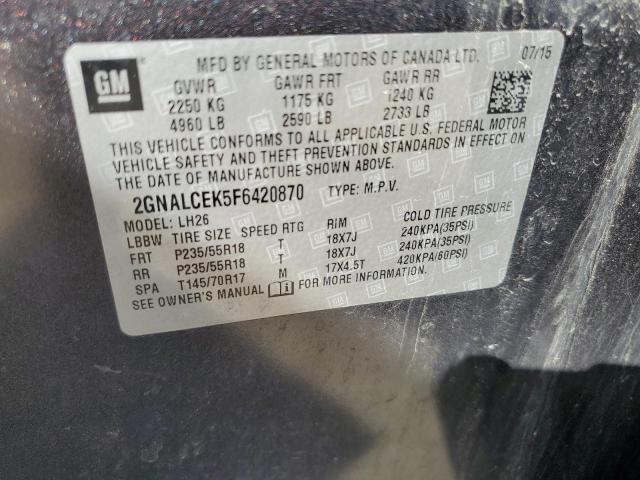 GM
MFD BY GENERAL MOTORS OF CANADA LTD. 07/15
GVWR GAWR FRT GAWR RR
2250 KG 1175 KG 1240 KG
4960 LB 2590 LB 2733 LB
THIS VEHICLE CONFORMS TO ALL APPLICABLE U.S. FEDERAL MOTOR
VEHICLE SAFETY AND THEFT PREVENTION STANDARDS IN EFFECT ON
THE DATE OF MANUFACTURE SHOWN ABOVE.
2GNALCEK5F6420870 TYPE: M.P.V.
MODEL: LH26
LBBW TIRE SIZE SPEED RTG RIM COLD TIRE PRESSURE
FRT P235/55R18 T 18X7J 240KPA(35PSI)
RR P235/55R18 T 18X7J 240KPA(35PSI)
SPA T145/70R17 M 17X4.5T 420KPA(60PSI)
SEE OWNER'S MANUAL FOR MORE INFORMATION.